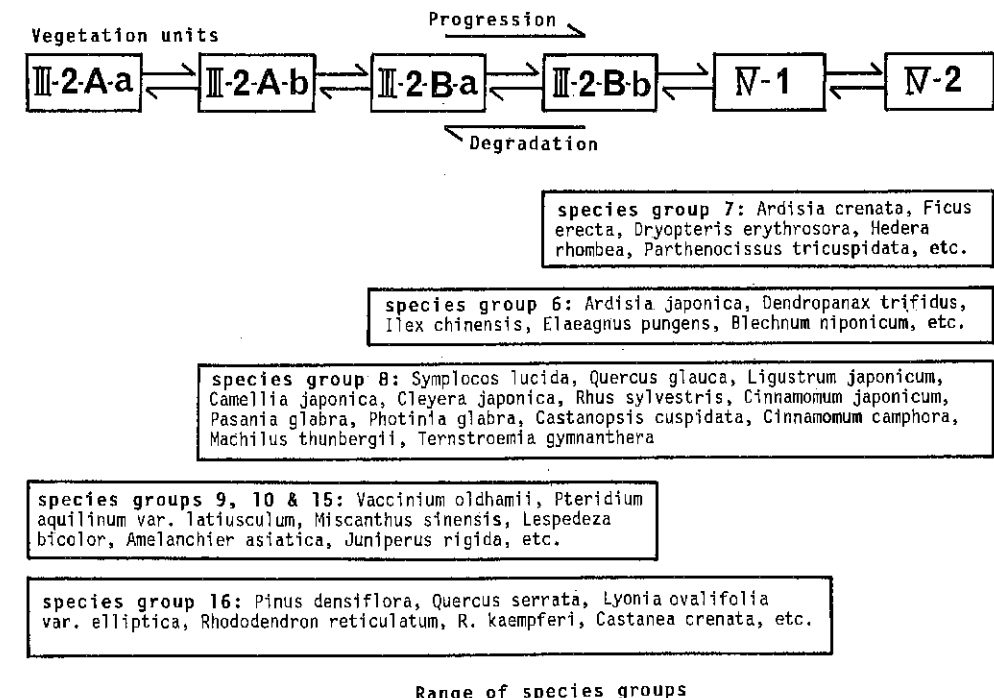 Progression
Vegetation units
Ⅲ-2-A-a Ⅲ-2-A-b Ⅲ-2-B-a Ⅲ-2-B-b Ⅳ-1 Ⅳ-2
Degradation
species group 7: Ardisia crenata, Ficus
erecta, Dryopteris erythrosora, Hedera
rhombea, Parthenocissus tricuspidata, etc.
species group 6: Ardisia japonica, Dendropanax trifidus,
Ilex chinensis, Elaeagnus pungens, Blechnum niponicum, etc.
species group 8: Symplocos lucida, Quercus glauca, Ligustrum japonicum,
Camellia japonica, Cleyera japonica, Rhus sylvestris, Cinnamomum japonicum,
Pasania glabra, Photinia glabra, Castanopsis cuspidata, Cinnamomum camphora,
Machilus thunbergii, Ternstroemia gymnanthera
species groups 9, 10 & 15: Vaccinium oldhamii, Pteridium
aquilinum var. latiusculum, Miscanthus sinensis, Lespedeza
bicolor, Amelanchier asiatica, Juniperus rigida, etc.
species group 16: Pinus densiflora, Quercus serrata, Lyonia ovalifolia
var. elliptica, Rhododendron reticulatum, R. kaempferi, Castanea crenata, etc.
Range of species groups